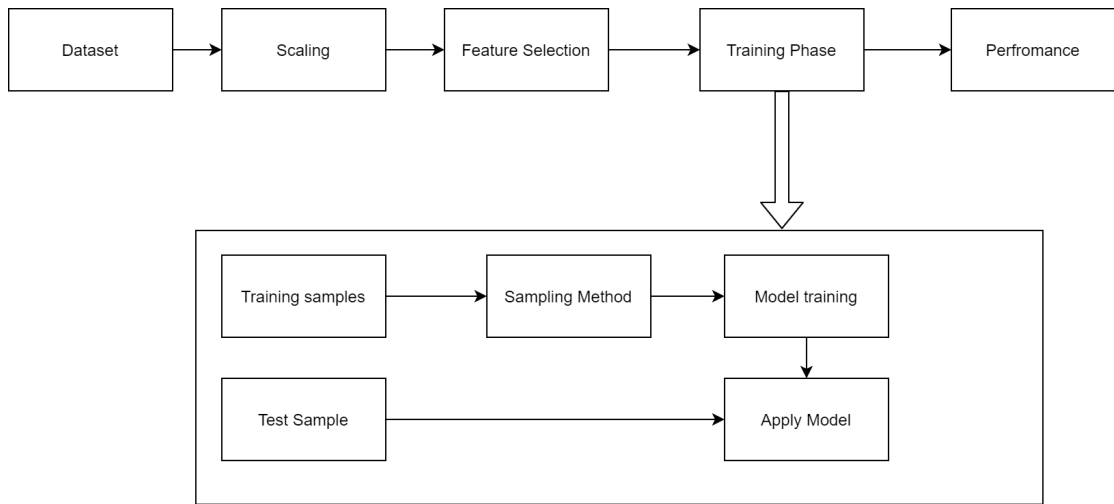 Dataset
Scaling
Feature Selection
Training Phase
Perfromance
Training samples
Sampling Method
Model training
Test Sample
Apply Model